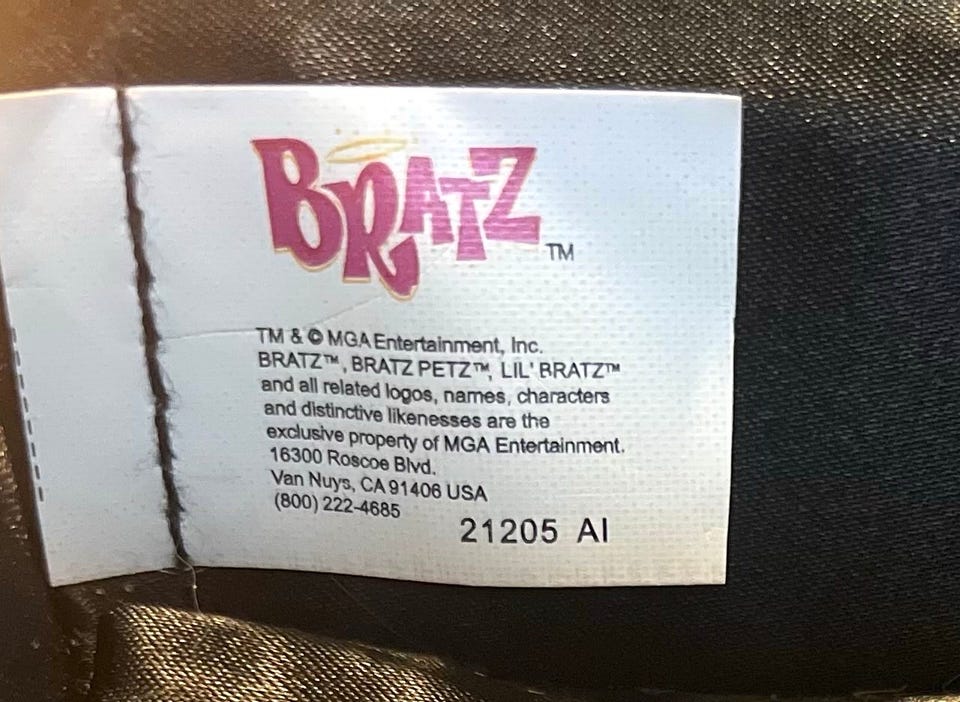 BRATZ TM
TM & © MGA Entertainment, Inc.
BRATZ™, BRATZ PETZ™, LIL' BRATZ™
and all related logos, names, characters
and distinctive likenesses are the
exclusive property of MGA Entertainment.
16300 Roscoe Blvd.
Van Nuys, CA 91406 USA
(800) 222-4685
21205 AI